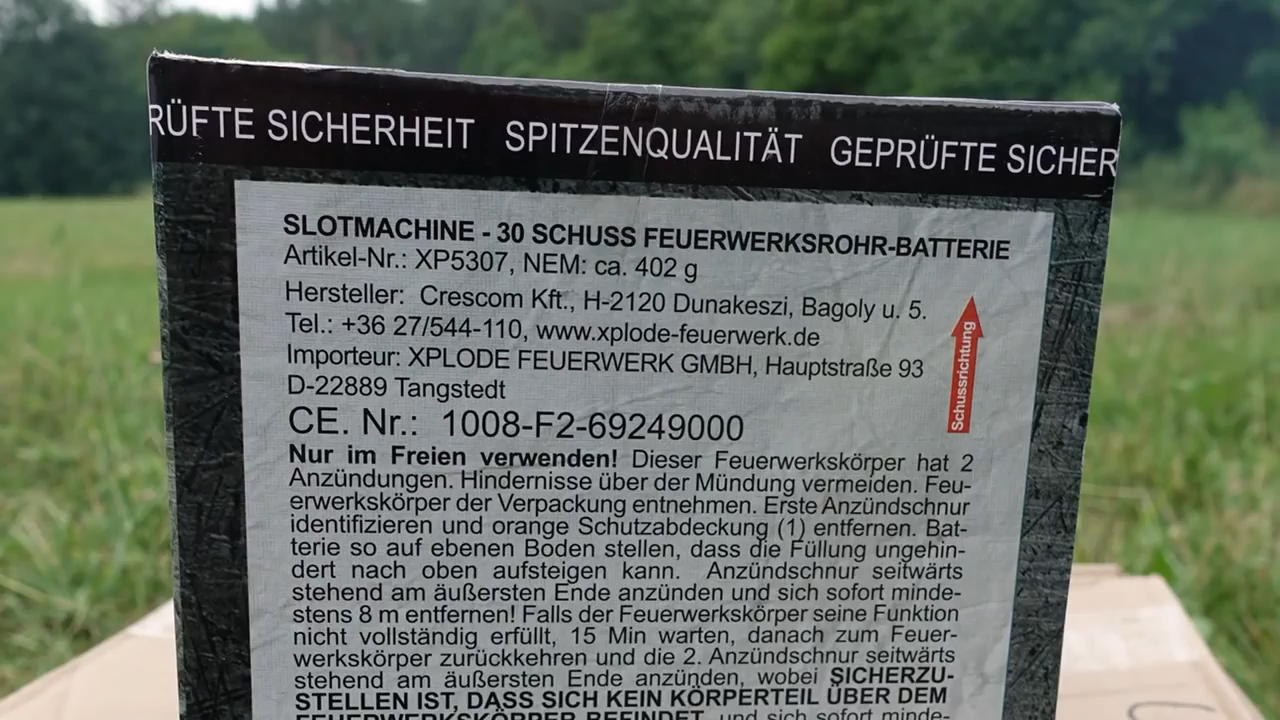 RÜFTE SICHERHEIT SPITZENQUALITÄT GEPRÜFTE SICHER
SLOTMACHINE - 30 SCHUSS FEUERWERKSROHR-BATTERIE
Artikel-Nr.: XP5307, NEM: ca. 402 g
Hersteller: Crescom Kft., H-2120 Dunakeszi, Bagoly u. 5.
Tel.: +36 27/544-110, www.xplode-feuerwerk.de
Importeur: XPLODE FEUERWERK GMBH, Hauptstraße 93
D-22889 Tangstedt
Schussrichtung
CE. Nr.: 1008-F2-69249000
Nur im Freien verwenden! Dieser Feuerwerkskörper hat 2
Anzündungen. Hindernisse über der Mündung vermeiden. Feu-
erwerkskörper der Verpackung entnehmen. Erste Anzündschnur
identifizieren und orange Schutzabdeckung (1) entfernen. Bat-
terie so auf ebenen Boden stellen, dass die Füllung ungehin-
dert nach oben aufsteigen kann. Anzündschnur seitwärts
stehend am äußersten Ende anzünden und sich sofort minde-
stens 8 m entfernen! Falls der Feuerwerkskörper seine Funktion
nicht vollständig erfüllt, 15 Min warten, danach zum Feuer-
werkskörper zurückkehren und die 2. Anzündschnur seitwärts
stehend am äußersten Ende anzünden, wobei SICHERZU-
STELLEN IST, DASS SICH KEIN KÖRPERTEIL ÜBER DEM
FEUERWERKSKÖRPER BEFINDET, und sich sofort minde-